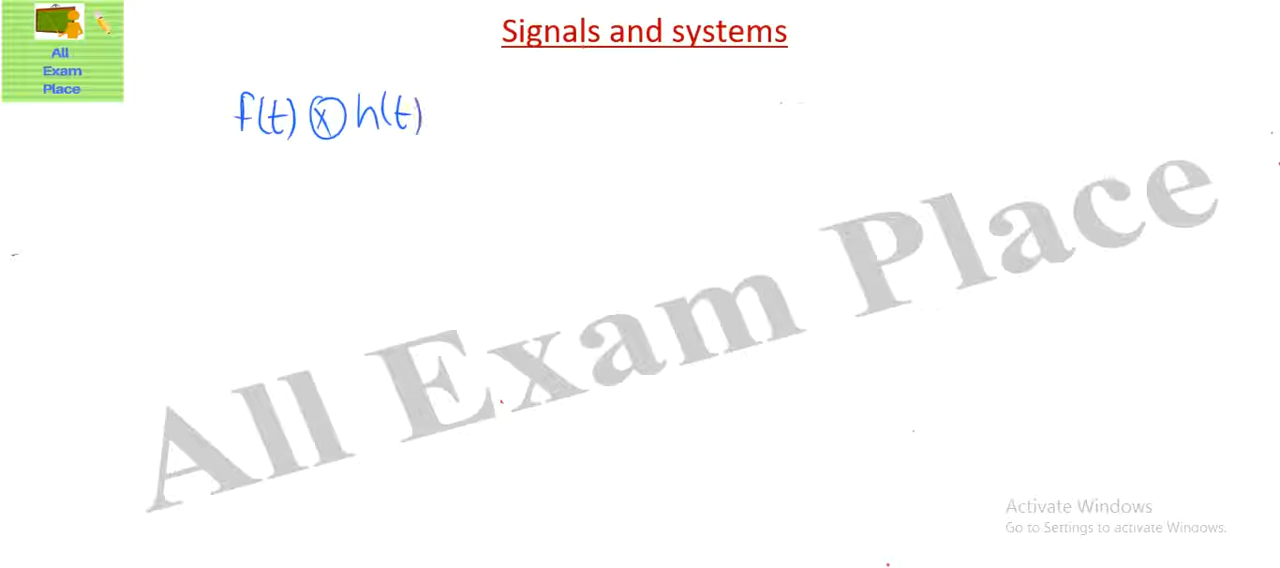 All
Exam
Place
Signals and systems
f(t) ⊗ h(t)
All Exam Place
Activate Windows
Go to Settings to activate Windows.